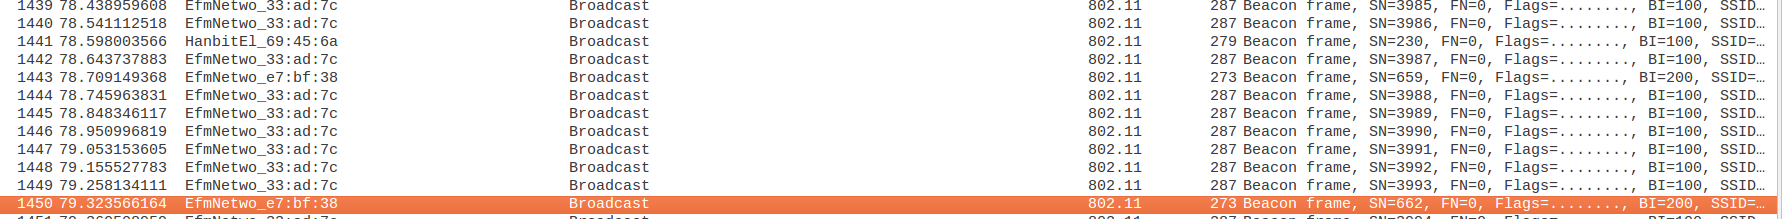 1439 78.438959608 EfmNetwo_33:ad:7c Broadcast 802.11 287 Beacon frame, SN=3985, FN=0, Flags=........, BI=100, SSID…
1440 78.541112518 EfmNetwo_33:ad:7c Broadcast 802.11 287 Beacon frame, SN=3986, FN=0, Flags=........, BI=100, SSID…
1441 78.598003566 HanbitEl_69:45:6a Broadcast 802.11 279 Beacon frame, SN=230, FN=0, Flags=........, BI=100, SSID=…
1442 78.643737883 EfmNetwo_33:ad:7c Broadcast 802.11 287 Beacon frame, SN=3987, FN=0, Flags=........, BI=100, SSID…
1443 78.709149368 EfmNetwo_e7:bf:38 Broadcast 802.11 273 Beacon frame, SN=659, FN=0, Flags=........, BI=200, SSID=…
1444 78.745963831 EfmNetwo_33:ad:7c Broadcast 802.11 287 Beacon frame, SN=3988, FN=0, Flags=........, BI=100, SSID…
1445 78.848346117 EfmNetwo_33:ad:7c Broadcast 802.11 287 Beacon frame, SN=3989, FN=0, Flags=........, BI=100, SSID…
1446 78.950996819 EfmNetwo_33:ad:7c Broadcast 802.11 287 Beacon frame, SN=3990, FN=0, Flags=........, BI=100, SSID…
1447 79.053153605 EfmNetwo_33:ad:7c Broadcast 802.11 287 Beacon frame, SN=3991, FN=0, Flags=........, BI=100, SSID…
1448 79.155527783 EfmNetwo_33:ad:7c Broadcast 802.11 287 Beacon frame, SN=3992, FN=0, Flags=........, BI=100, SSID…
1449 79.258134111 EfmNetwo_33:ad:7c Broadcast 802.11 287 Beacon frame, SN=3993, FN=0, Flags=........, BI=100, SSID…
1450 79.323566164 EfmNetwo_e7:bf:38 Broadcast 802.11 273 Beacon frame, SN=662, FN=0, Flags=........, BI=200, SSID=…